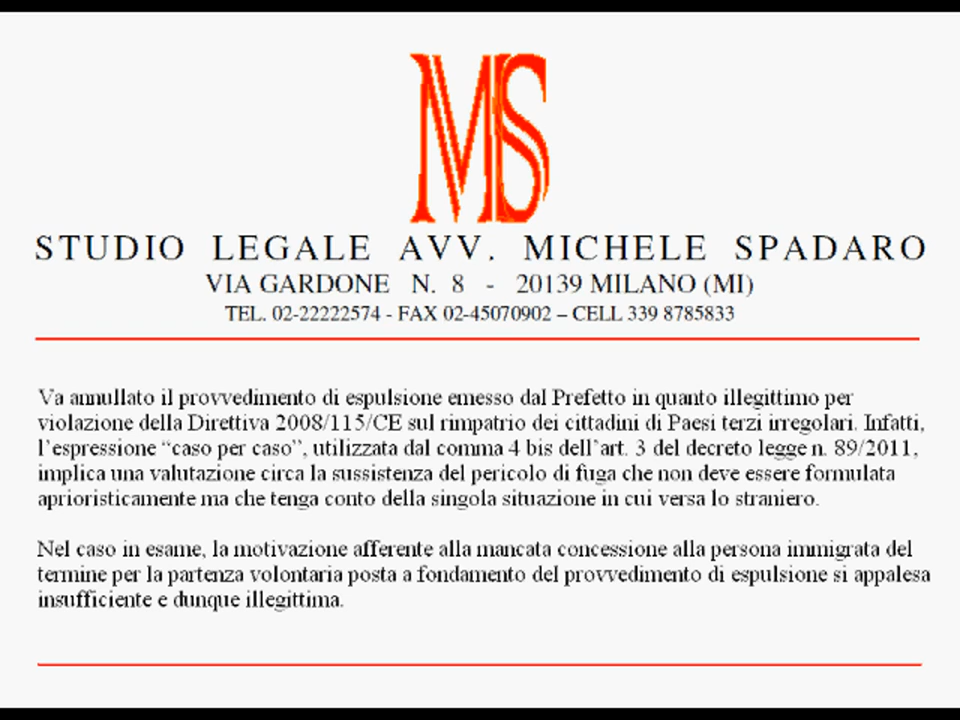 MS
STUDIO LEGALE AVV. MICHELE SPADARO
VIA GARDONE N. 8 - 20139 MILANO (MI)
TEL. 02-22222574 - FAX 02-45070902 – CELL 339 8785833
Va annullato il provvedimento di espulsione emesso dal Prefetto in quanto illegittimo per
violazione della Direttiva 2008/115/CE sul rimpatrio dei cittadini di Paesi terzi irregolari. Infatti,
l’espressione “caso per caso”, utilizzata dal comma 4 bis dell’art. 3 del decreto legge n. 89/2011,
implica una valutazione circa la sussistenza del pericolo di fuga che non deve essere formulata
aprioristicamente ma che tenga conto della singola situazione in cui versa lo straniero.
Nel caso in esame, la motivazione afferente alla mancata concessione alla persona immigrata del
termine per la partenza volontaria posta a fondamento del provvedimento di espulsione si appalesa
insufficiente e dunque illegittima.